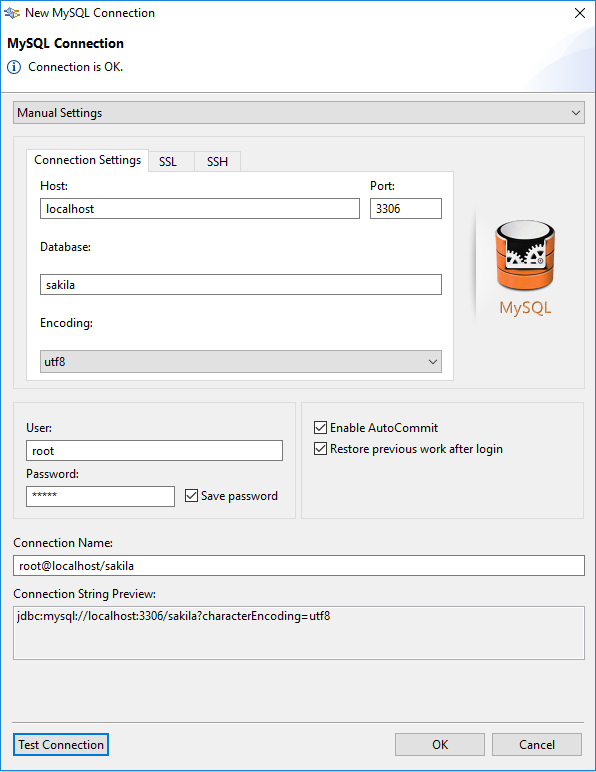 New MySQL Connection
MySQL Connection
Connection is OK.
Manual Settings
Connection Settings SSL SSH
Host: Port:
localhost 3306
Database:
sakila
Encoding:
utf8
MySQL
User:
root
Password:
*****
Save password
Enable AutoCommit
Restore previous work after login
Connection Name:
root@localhost/sakila
Connection String Preview:
jdbc:mysql://localhost:3306/sakila?characterEncoding=utf8
Test Connection OK Cancel